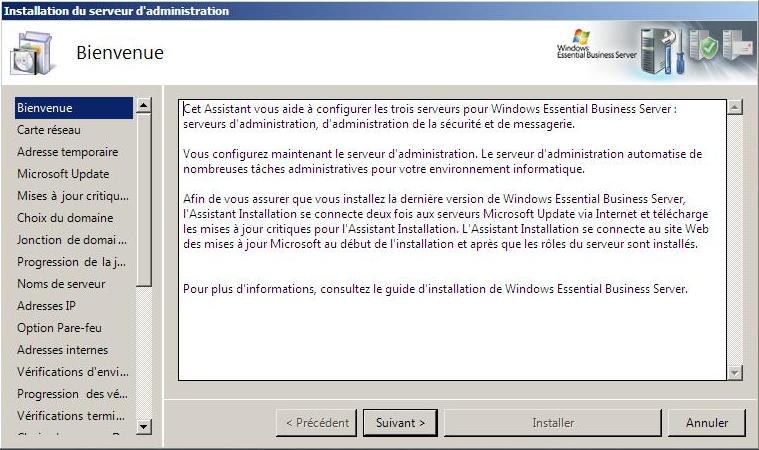 Installation du serveur d'administration
Bienvenue
Windows
Essential Business Server
Bienvenue
Carte réseau
Adresse temporaire
Microsoft Update
Mises à jour critiqu...
Choix du domaine
Jonction de domai...
Progression de la j...
Noms de serveur
Adresses IP
Option Pare-feu
Adresses internes
Vérifications d'envi...
Progression des vé...
Vérifications termi...
Cet Assistant vous aide à configurer les trois serveurs pour Windows Essential Business Server :
serveurs d'administration, d'administration de la sécurité et de messagerie.
Vous configurez maintenant le serveur d'administration. Le serveur d'administration automatise de
nombreuses tâches administratives pour votre environnement informatique.
Afin de vous assurer que vous installez la dernière version de Windows Essential Business Server,
l'Assistant Installation se connecte deux fois aux serveurs Microsoft Update via Internet et télécharge
les mises à jour critiques pour l'Assistant Installation. L'Assistant Installation se connecte au site Web
des mises à jour Microsoft au début de l'installation et après que les rôles du serveur sont installés.
Pour plus d'informations, consultez le guide d'installation de Windows Essential Business Server.
< Précédent
Suivant >
Installer
Annuler